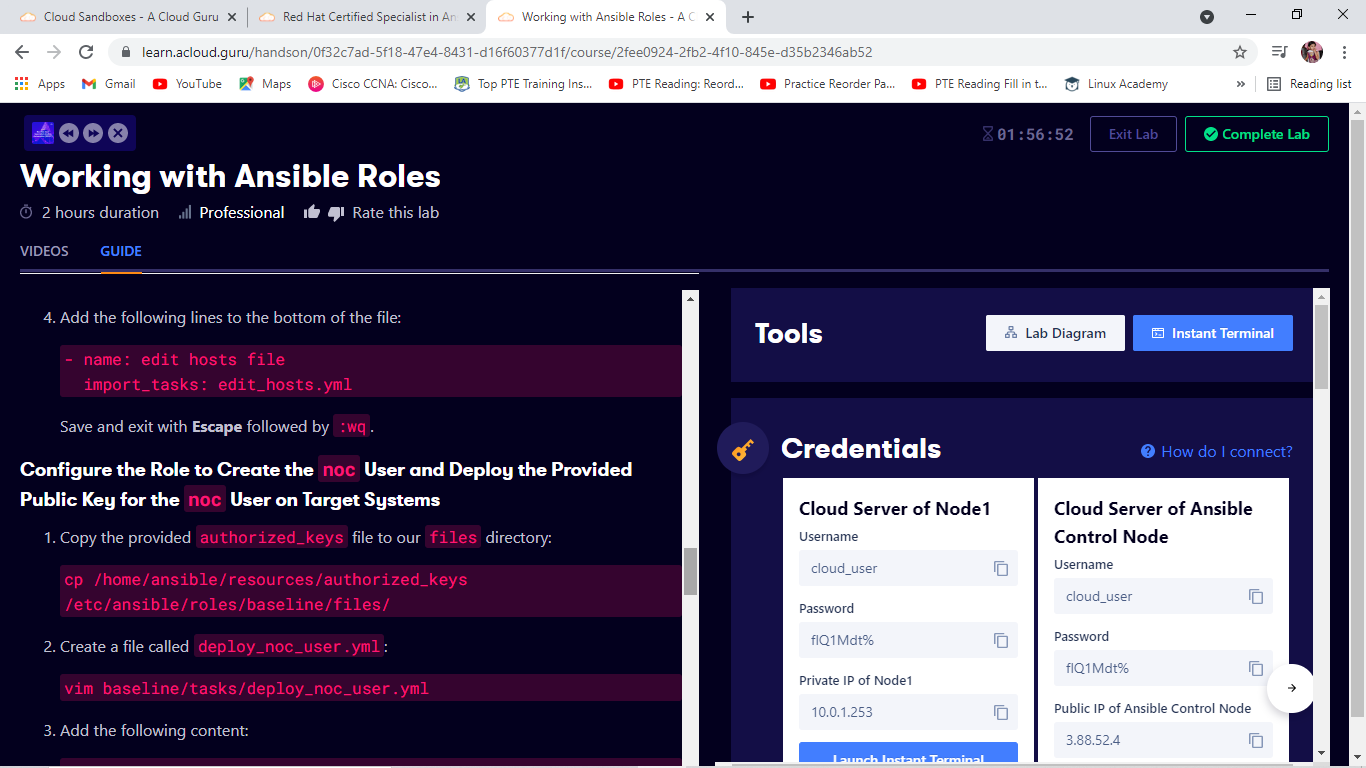 Cloud Sandboxes - A Cloud Guru
Red Hat Certified Specialist in An
Working with Ansible Roles - A C
learn.acloud.guru/handson/0f32c7ad-5f18-47e4-8431-d16f60377d1f/course/2fee0924-2fb2-4f10-845e-d35b2346ab52
Apps Gmail YouTube Maps Cisco CCNA: Cisco... Top PTE Training Ins... PTE Reading: Reord... Practice Reorder Pa... PTE Reading Fill in t... Linux Academy » Reading list
01:56:52 Exit Lab Complete Lab
Working with Ansible Roles
2 hours duration Professional Rate this lab
VIDEOS GUIDE
4. Add the following lines to the bottom of the file:
- name: edit hosts file
import_tasks: edit_hosts.yml
Save and exit with Escape followed by :wq.
Configure the Role to Create the noc User and Deploy the Provided
Public Key for the noc User on Target Systems
1. Copy the provided authorized_keys file to our files directory:
cp /home/ansible/resources/authorized_keys
/etc/ansible/roles/baseline/files/
2. Create a file called deploy_noc_user.yml:
vim baseline/tasks/deploy_noc_user.yml
3. Add the following content:
Tools
Lab Diagram
Instant Terminal
Credentials
How do I connect?
Cloud Server of Node1
Username
cloud_user
Password
flQ1Mdt%
Private IP of Node1
10.0.1.253
Launch Instant Terminal
Cloud Server of Ansible
Control Node
Username
cloud_user
Password
flQ1Mdt%
Public IP of Ansible Control Node
3.88.52.4